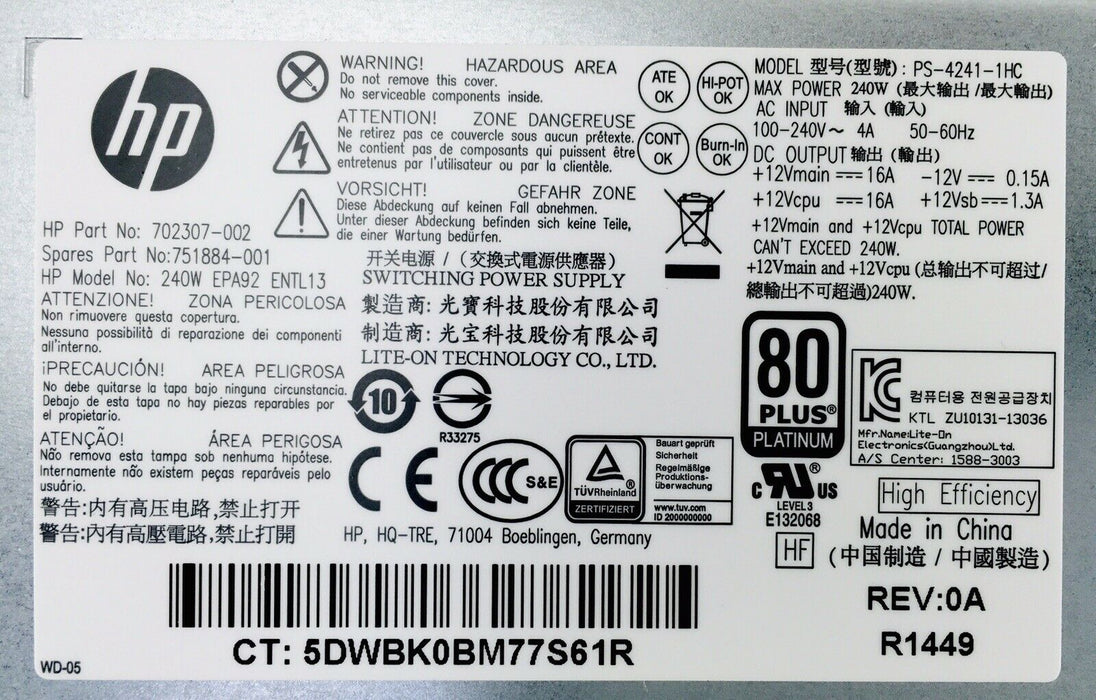 hp
HP Part No: 702307-002
Spares Part No:751884-001
HP Model No: 240W EPA92 ENTL13
ATTENZIONE! ZONA PERICOLOSA
Non rimuovere questa copertura.
Nessuna possibilità di reparazione dei componenti
all'interno.
¡PRECAUCIÓN! AREA PELIGROSA
No debe quitarse la tapa bajo ninguna circunstancia.
Debajo de esta tapa no hay piezas reparables por
el propietario.
ATENÇÃO! ÁREA PERIGOSA
Não remova esta tampa sob nenhuma hipótese.
Internamente não existem peças reparáveis pelo
usuário.
警告:内有高压电路,禁止打开
警告:內有高壓電路,禁止打開
WARNING! HAZARDOUS AREA
Do not remove this cover.
No serviceable components inside.
ATTENTION! ZONE DANGEREUSE
Ne retirez pas ce couvercle sous aucun prétexte.
Ne contient pas de composants qui puissent être
entretenus par l'utilisateur ou par la clientèle.
VORSICHT! GEFAHR ZONE
Diese Abdeckung auf keinen Fall abnehmen.
Unter dieser Abdeckung befinden sich keine Teile,
die einer Wartung bedürfen.
开关电源 / (交換式電源供應器)
SWITCHING POWER SUPPLY
製造商: 光寶科技股份有限公司
制造商: 光宝科技股份有限公司
LITE-ON TECHNOLOGY CO., LTD.
10
R33275
CE
CCC S&E
TÜVRheinland
ZERTIFIZIERT
Bauart geprüft
Sicherheit
Regelmäßige
Produktions-
überwachung
www.tuv.com
ID 2000000000
HP, HQ-TRE, 71004 Boeblingen, Germany
ATE
OK
HI-POT
OK
CONT
OK
Burn-In
OK
MODEL 型号(型號) : PS-4241-1HC
MAX POWER 240W (最大输出 /最大輸出)
AC INPUT 输入 (輸入)
100-240V~ 4A 50-60Hz
DC OUTPUT 输出 (輸出)
+12Vmain ⎓ 16A -12V ⎓ 0.15A
+12Vcpu ⎓ 16A +12Vsb ⎓ 1.3A
+12Vmain and +12Vcpu TOTAL POWER
CAN'T EXCEED 240W.
+12Vmain and +12Vcpu (总输出不可超过/
總輸出不可超過)240W.
80
PLUS®
PLATINUM
KC
컴퓨터용 전원공급장치
KTL ZU10131-13036
Mfr.Name:Lite-On
Electronics(Guangzhou)Ltd.
A/S Center: 1588-3003
c RU ® US
LEVEL 3
E132068
High Efficiency
HF
Made in China
(中国制造 / 中國製造)
REV:0A
R1449
CT: 5DWBK0BM77S61R
WD-05